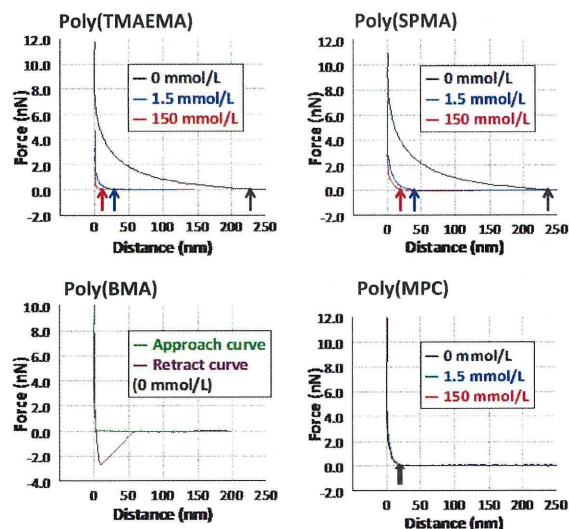 Poly(TMAEMA)
12.0
10.0
8.0
6.0
4.0
2.0
0.0
-2.0
Force (nN)
0 mmol/L
1.5 mmol/L
150 mmol/L
0 50 100 150 200 250
Distance (nm)
Poly(SPMA)
12.0
10.0
8.0
6.0
4.0
2.0
0.0
-2.0
Force (nN)
0 mmol/L
1.5 mmol/L
150 mmol/L
0 50 100 150 200 250
Distance (nm)
Poly(BMA)
10.0
8.0
6.0
4.0
2.0
0.0
-2.0
-4.0
Force (nN)
Approach curve
Retract curve
(0 mmol/L)
0 50 100 150 200 250
Distance (nm)
Poly(MPC)
12.0
10.0
8.0
6.0
4.0
2.0
0.0
-2.0
Force (nN)
0 mmol/L
1.5 mmol/L
150 mmol/L
0 50 100 150 200 250
Distance (nm)